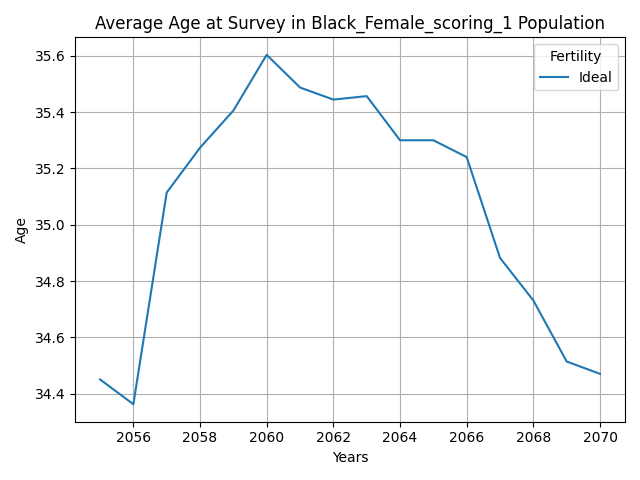 Average Age at Survey in Black_Female_scoring_1 Population
Fertility
Ideal
35.6
35.4
35.2
35.0
34.8
34.6
34.4
Age
2056 2058 2060 2062 2064 2066 2068 2070
Years